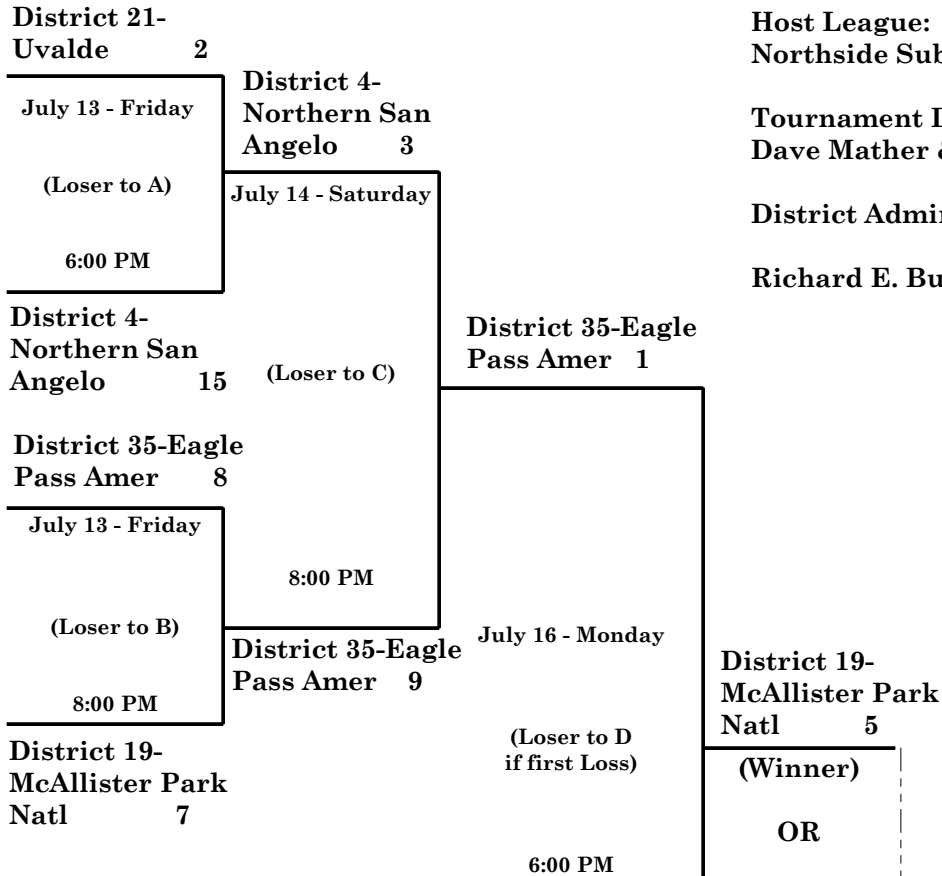 District 21-
Uvalde 2
July 13 - Friday
(Loser to A)
6:00 PM
District 4-
Northern San
Angelo 15
District 4-
Northern San
Angelo 3
July 14 - Saturday
(Loser to C)
8:00 PM
District 35-Eagle
Pass Amer 8
July 13 - Friday
(Loser to B)
8:00 PM
District 19-
McAllister Park
Natl 7
District 35-Eagle
Pass Amer 9
District 35-Eagle
Pass Amer 1
July 16 - Monday
(Loser to D
if first Loss)
6:00 PM
District 19-
McAllister Park
Natl 5
(Winner)
OR
Host League:
Northside Sub
Tournament
Dave Mather &
District Admi
Richard E. Bu